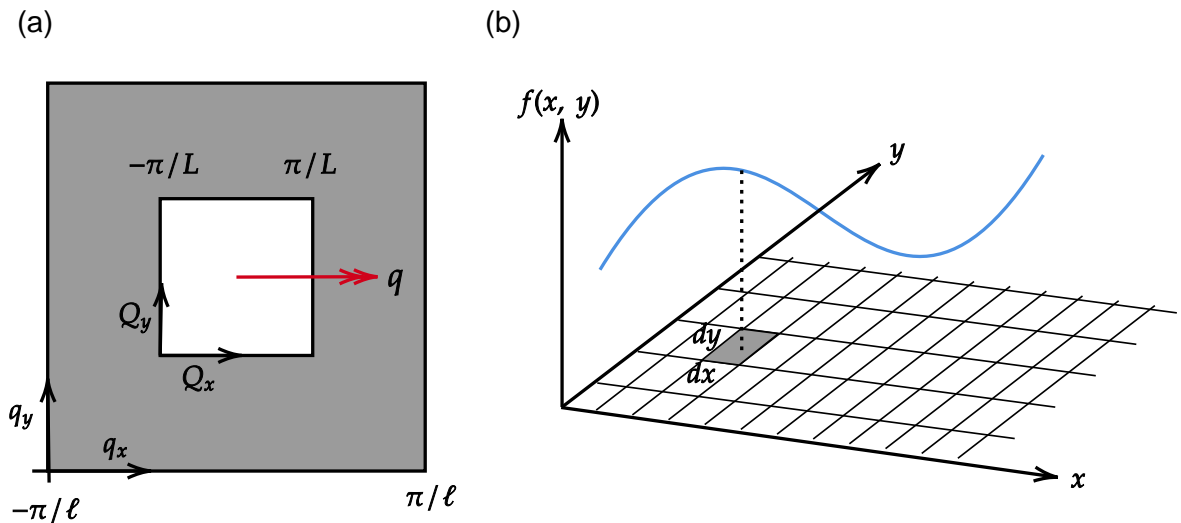 (a)
−π/L
π/L
q
Q_y
Q_x
q_y
q_x
−π/ℓ
π/ℓ
(b)
f(x, y)
y
dy
dx
x